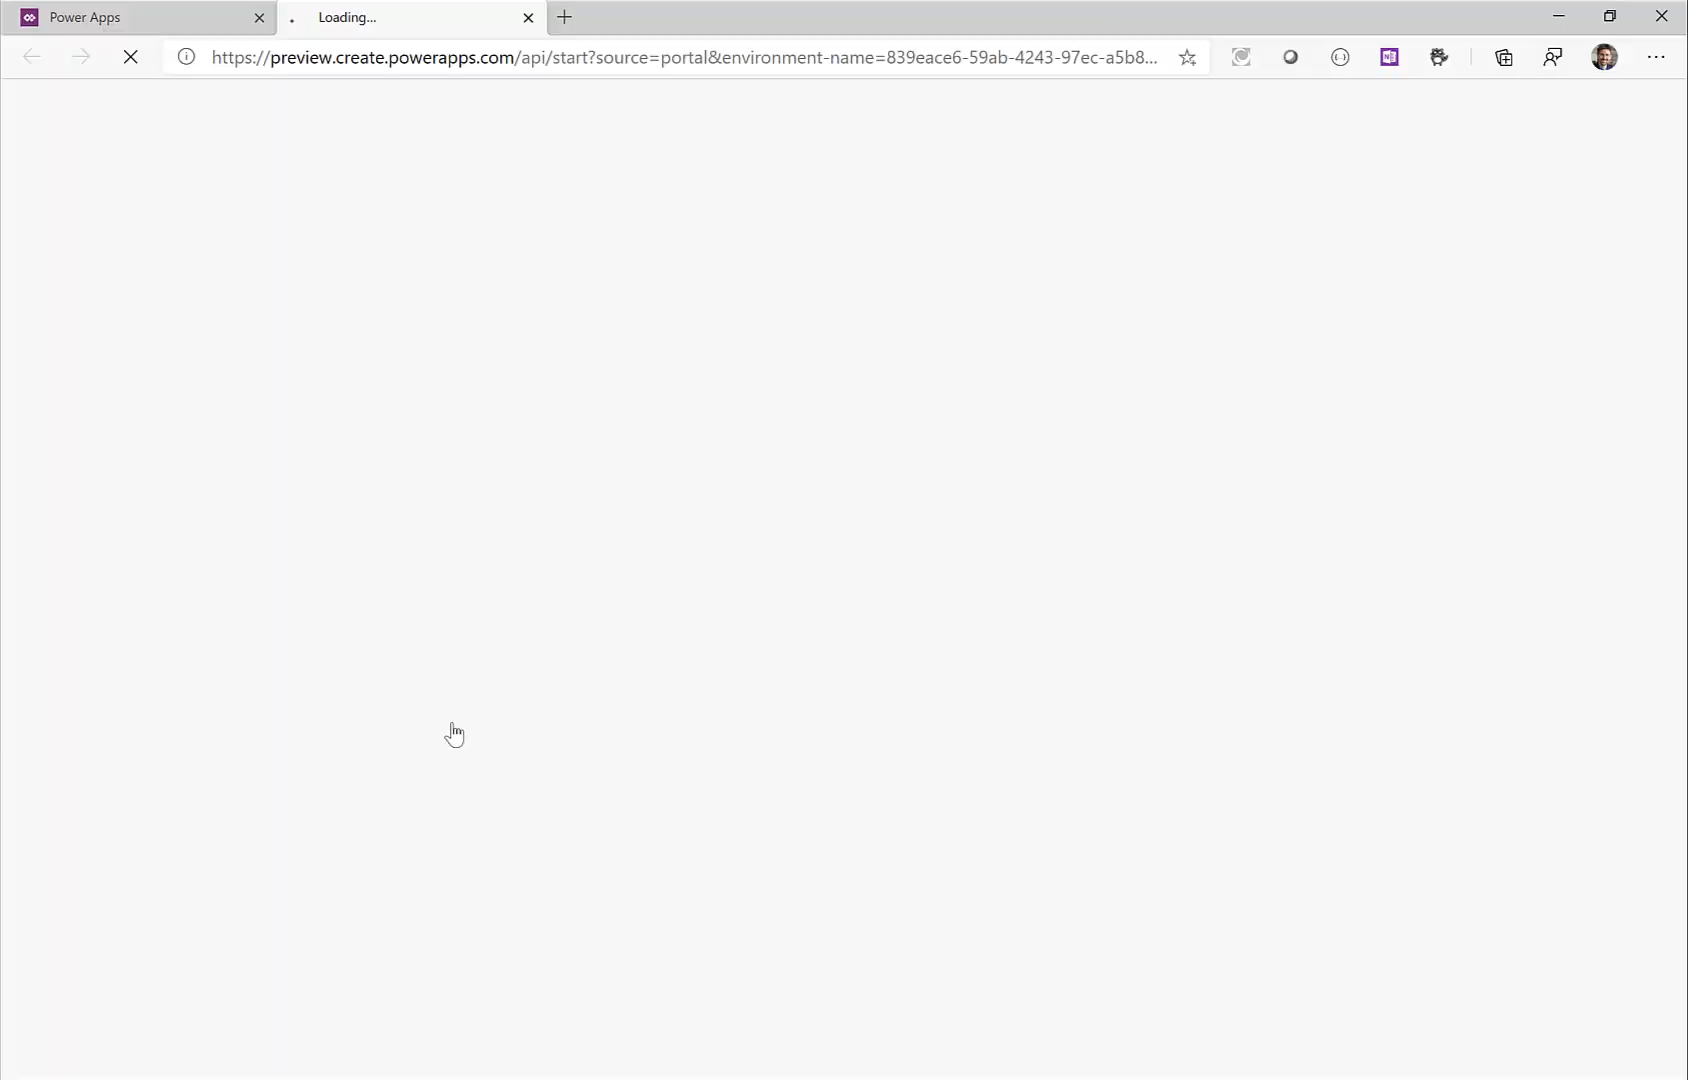 Power Apps
Loading...
https://preview.create.powerapps.com/api/start?source=portal&environment-name=839eace6-59ab-4243-97ec-a5b8...